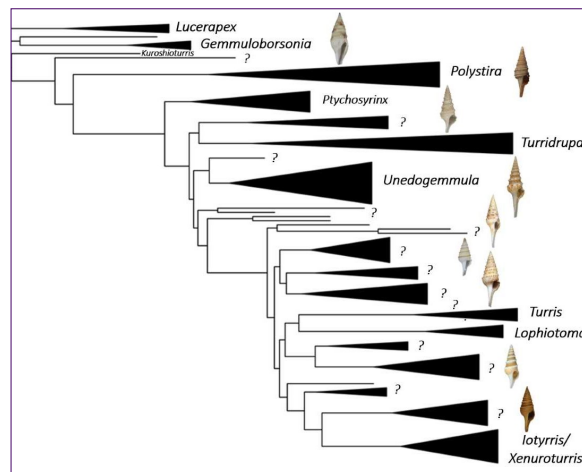 Lucerapex
Gemmuloborsonia
Kuroshioturris
?
Polystira
Ptychosyrinx
?
Turridrupa
?
Unedogemmula
?
?
?
?
?
?
Turris
Lophiotoma
?
?
?
?
Iotyrris/
Xenuroturris